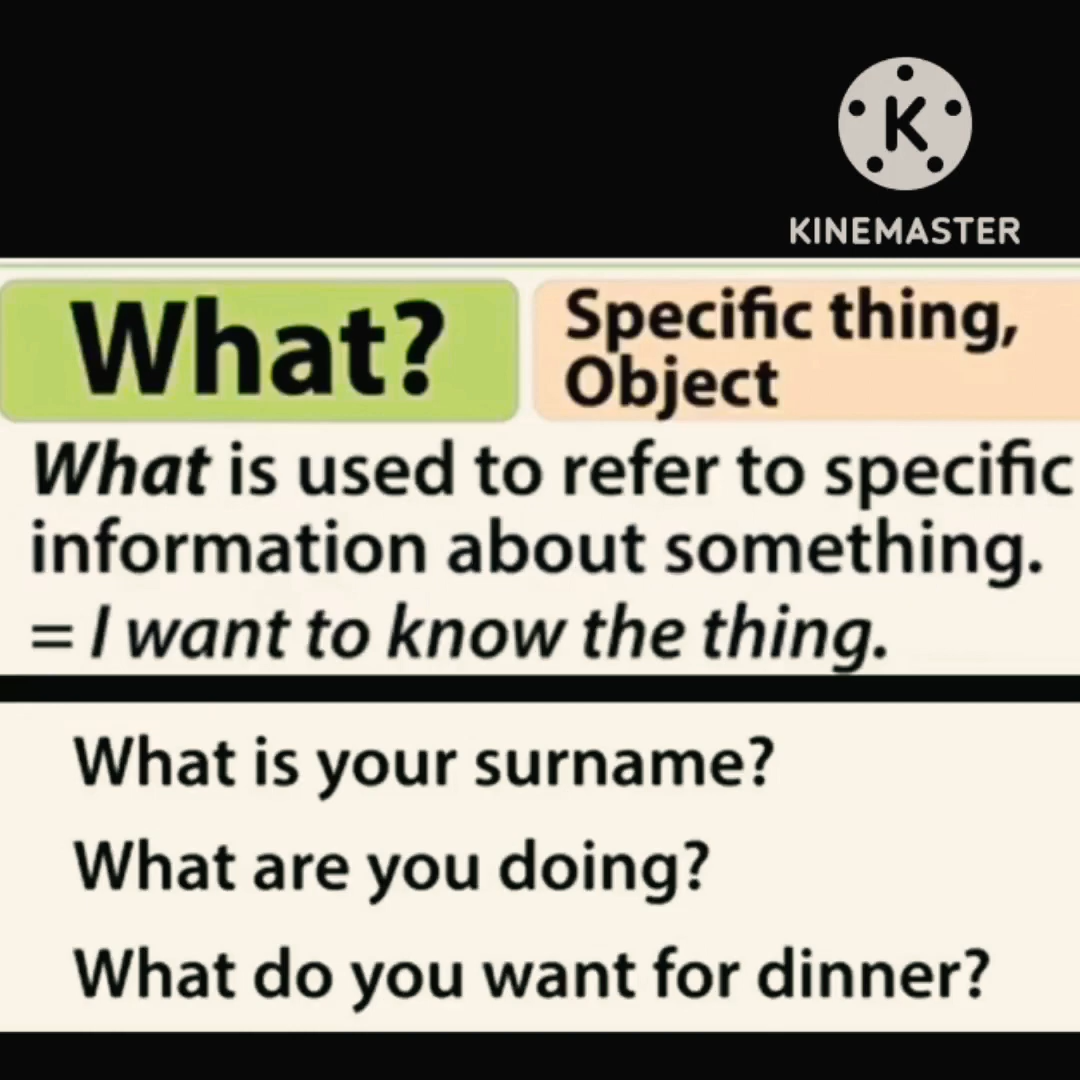 K
KINEMASTER
What?
Specific thing,
Object
What is used to refer to specific
information about something.
= I want to know the thing.
What is your surname?
What are you doing?
What do you want for dinner?